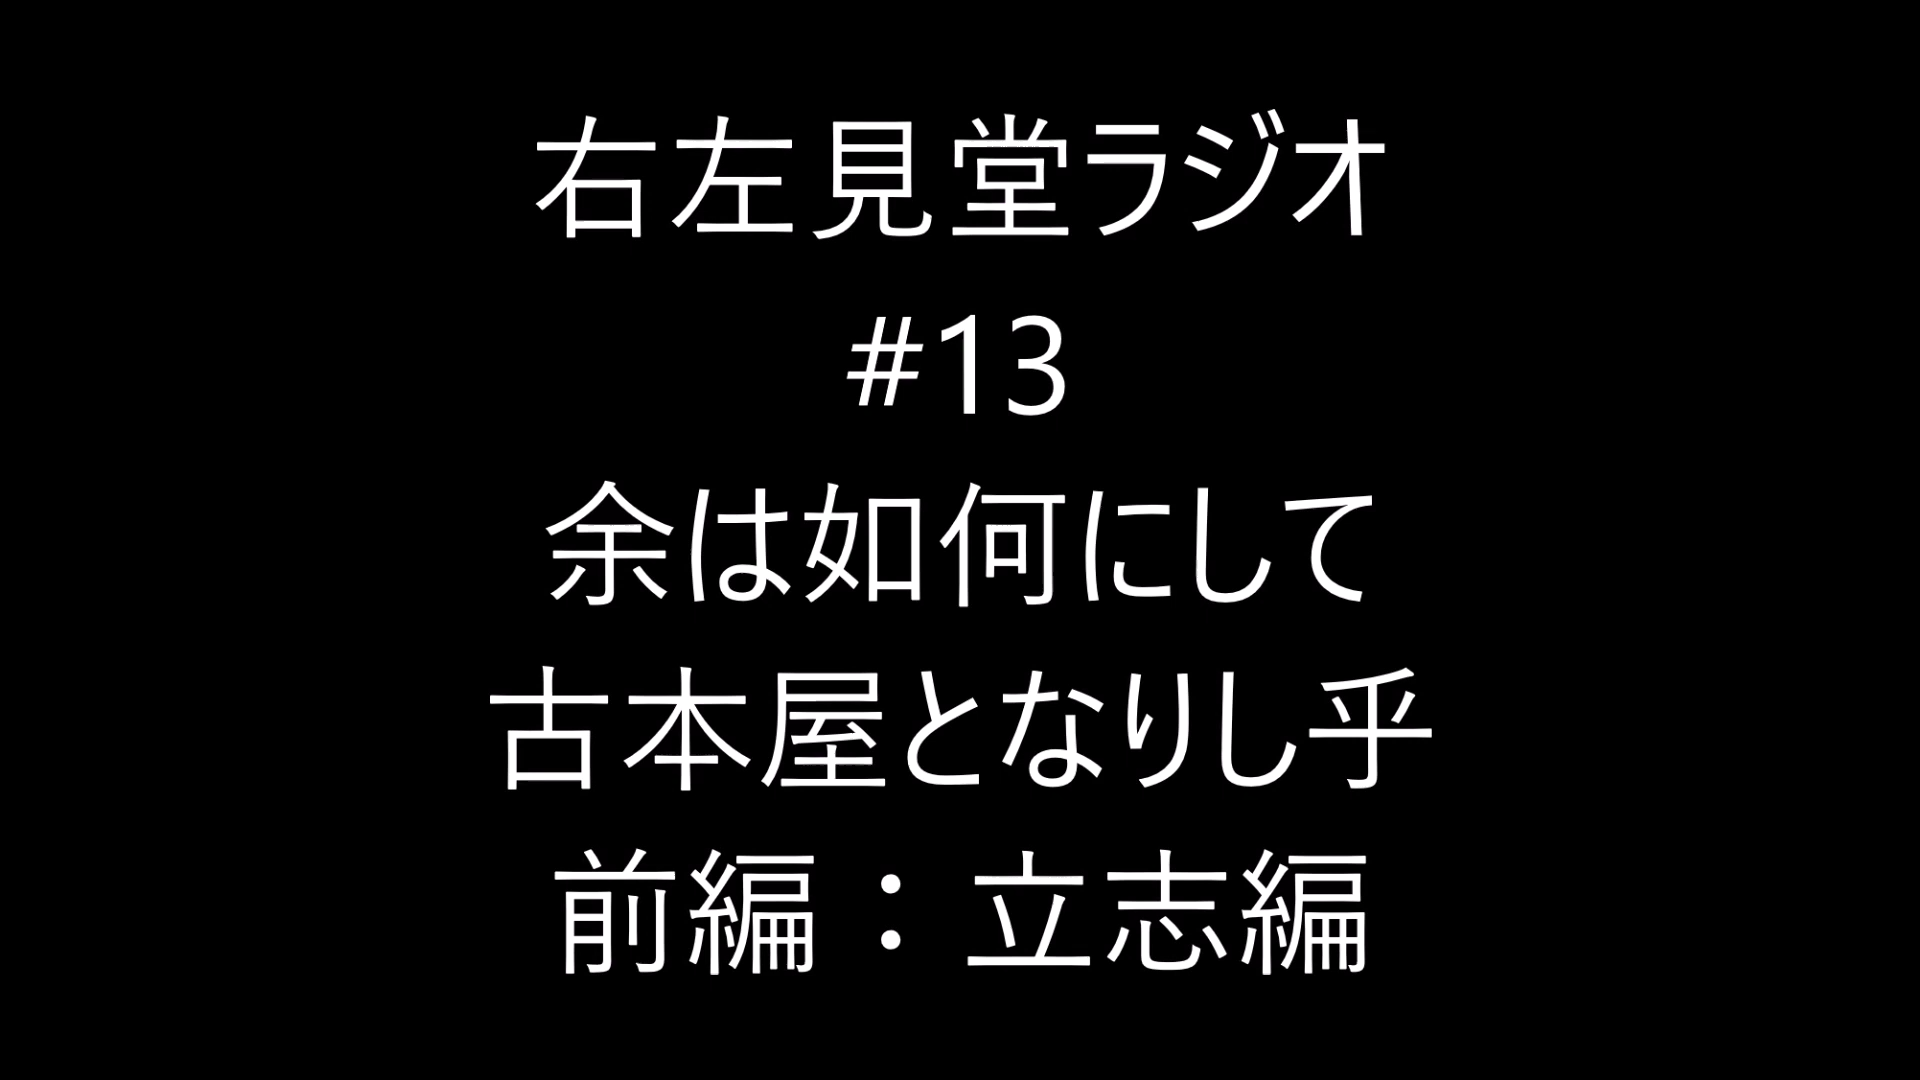 右左見堂ラジオ
#13
余は如何にして
古本屋となりし乎
前編：立志編